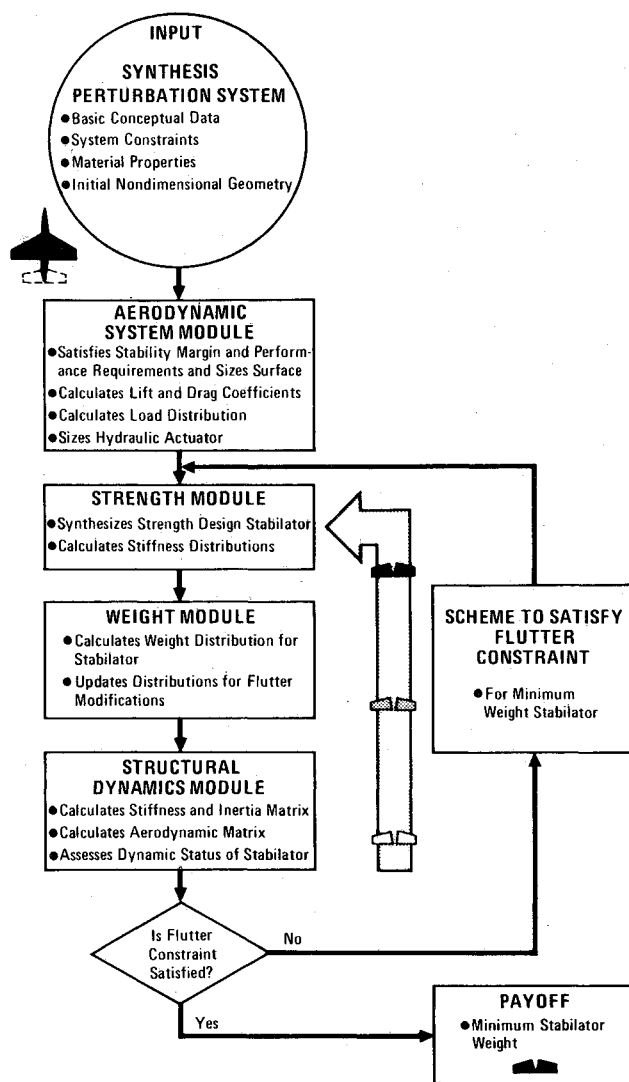 INPUT
SYNTHESIS
PERTURBATION SYSTEM
●Basic Conceptual Data
●System Constraints
●Material Properties
●Initial Nondimensional Geometry
AERODYNAMIC
SYSTEM MODULE
●Satisfies Stability Margin and Perform-
ance Requirements and Sizes Surface
●Calculates Lift and Drag Coefficients
●Calculates Load Distribution
●Sizes Hydraulic Actuator
STRENGTH MODULE
●Synthesizes Strength Design Stabilator
●Calculates Stiffness Distributions
WEIGHT MODULE
●Calculates Weight Distribution for
Stabilator
●Updates Distributions for Flutter
Modifications
STRUCTURAL
DYNAMICS MODULE
●Calculates Stiffness and Inertia Matrix
●Calculates Aerodynamic Matrix
●Assesses Dynamic Status of Stabilator
Is Flutter
Constraint
Satisfied?
No
Yes
SCHEME TO SATISFY
FLUTTER
CONSTRAINT
●For Minimum
Weight Stabilator
PAYOFF
●Minimum Stabilator
Weight